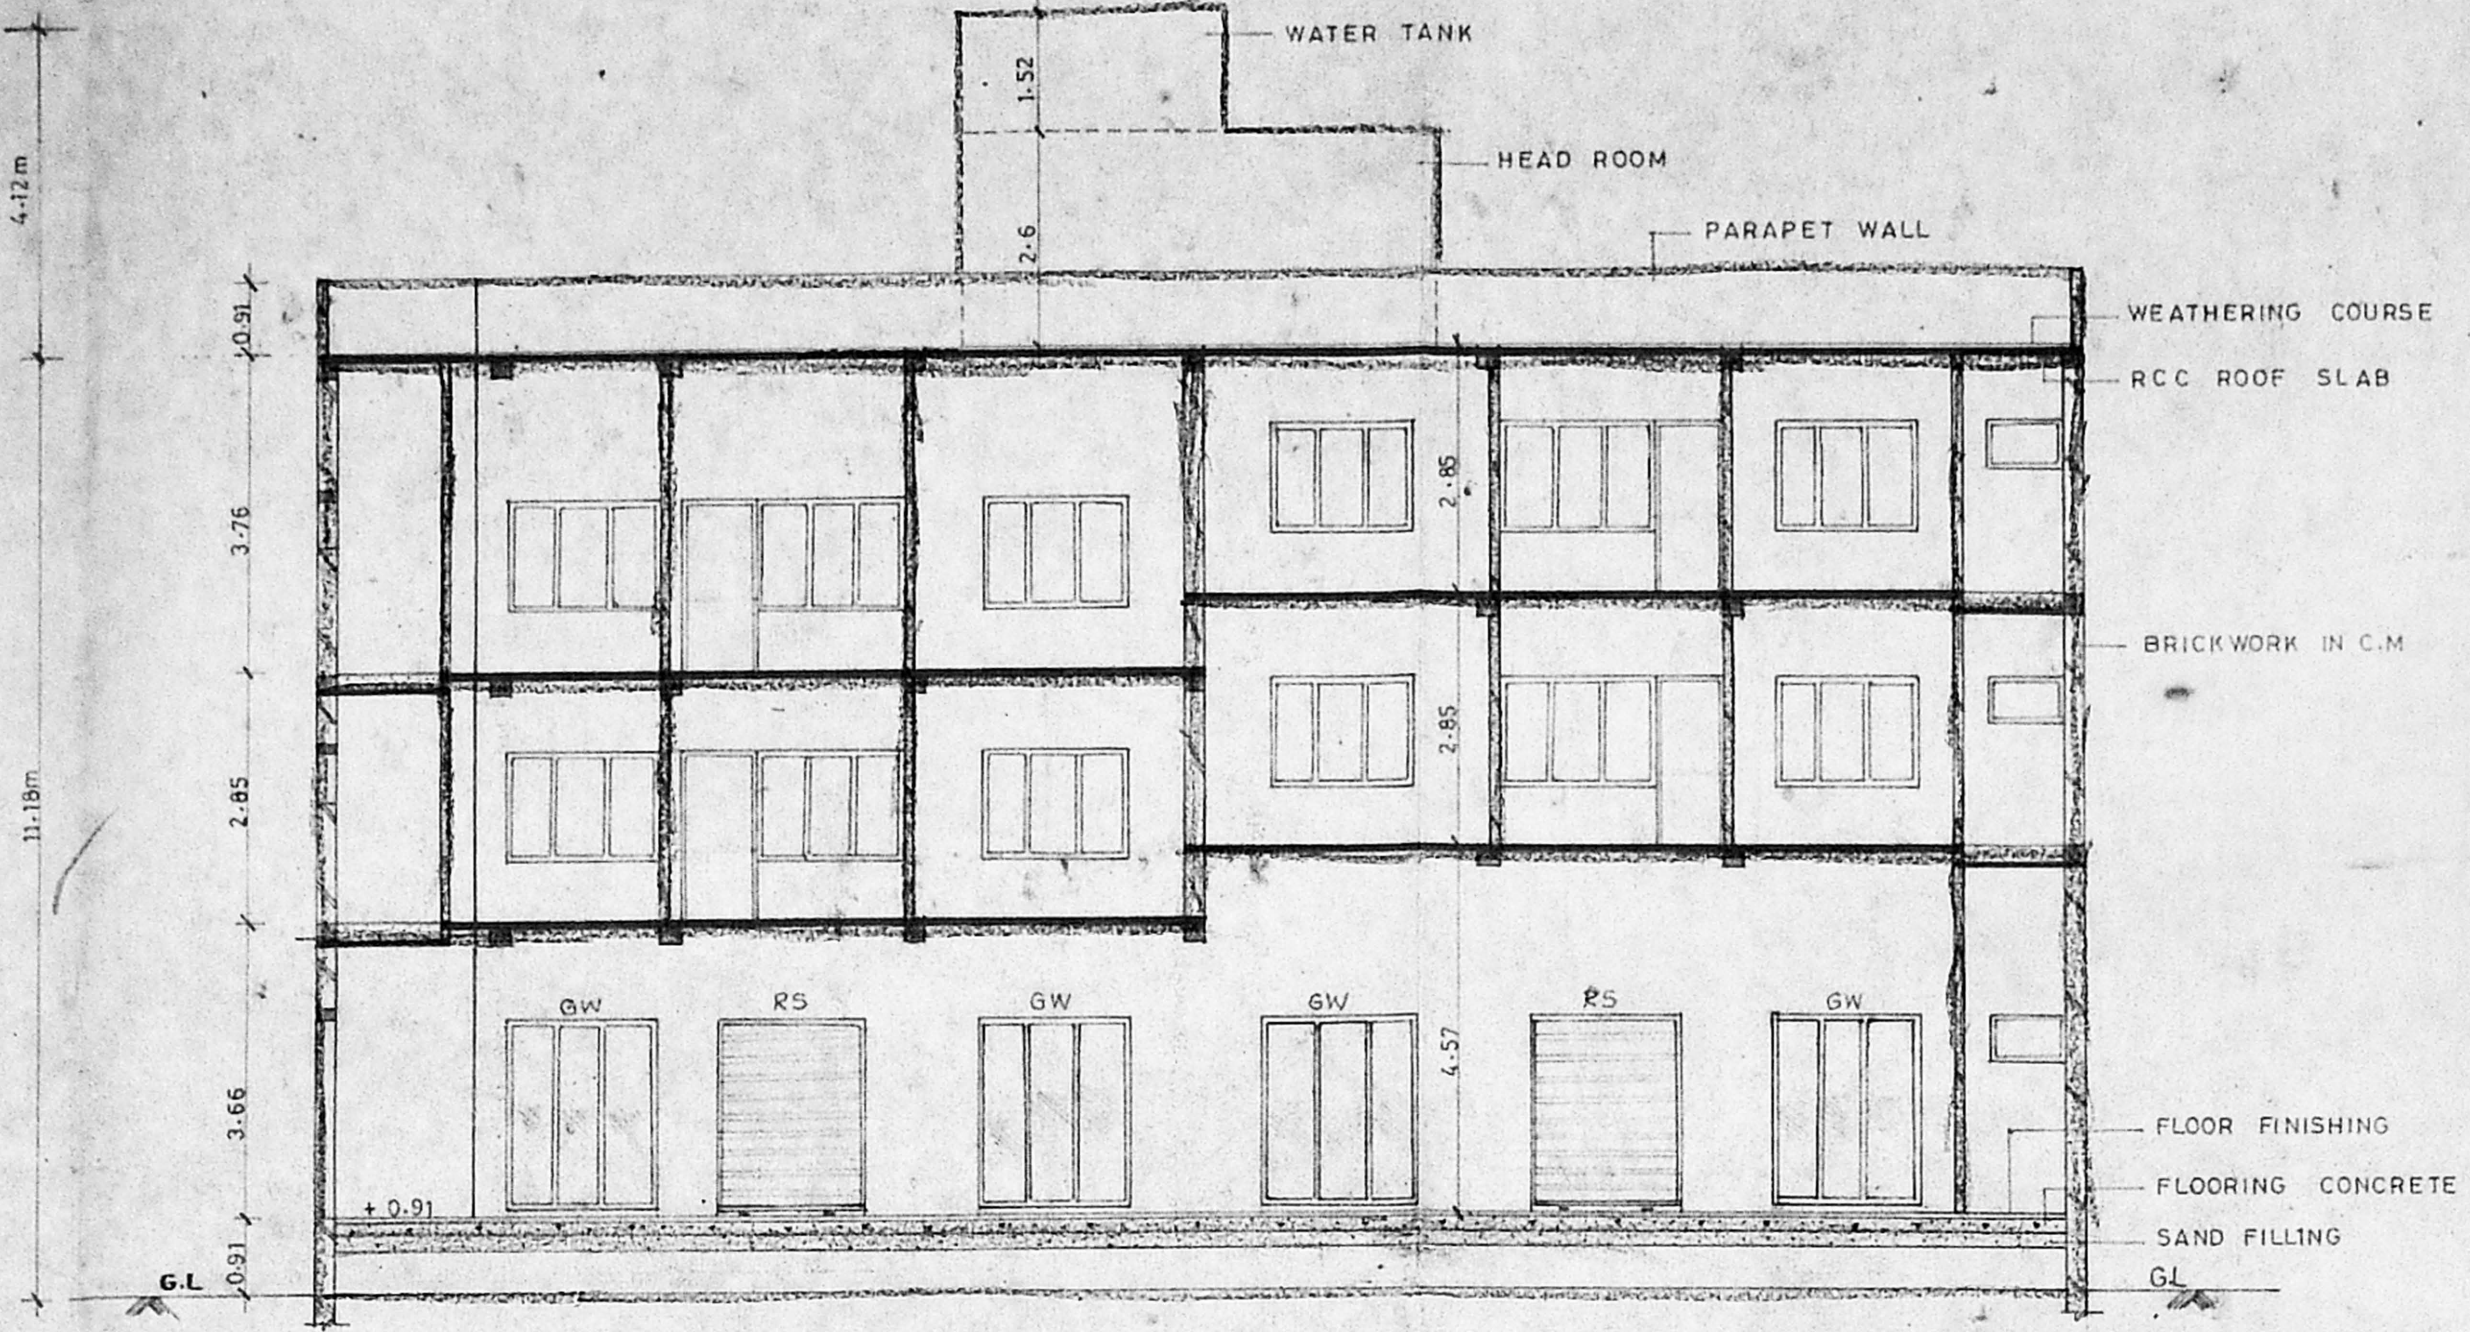 WATER TANK
1.52
4.12m
HEAD ROOM
2.6
PARAPET WALL
0.91
WEATHERING COURSE
RCC ROOF SLAB
3.76
2.85
BRICKWORK IN C.M
2.85
2.85
11.18m
GW RS GW GW RS GW
4.57
3.66
FLOOR FINISHING
FLOORING CONCRETE
+ 0.91
SAND FILLING
0.91
G.L
G.L